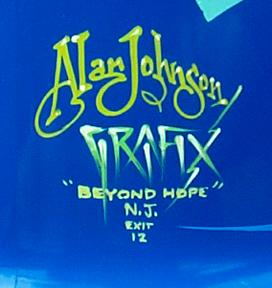 Alan Johnson
GRAFIX
"BEYOND HOPE"
N.J.
EXIT
12